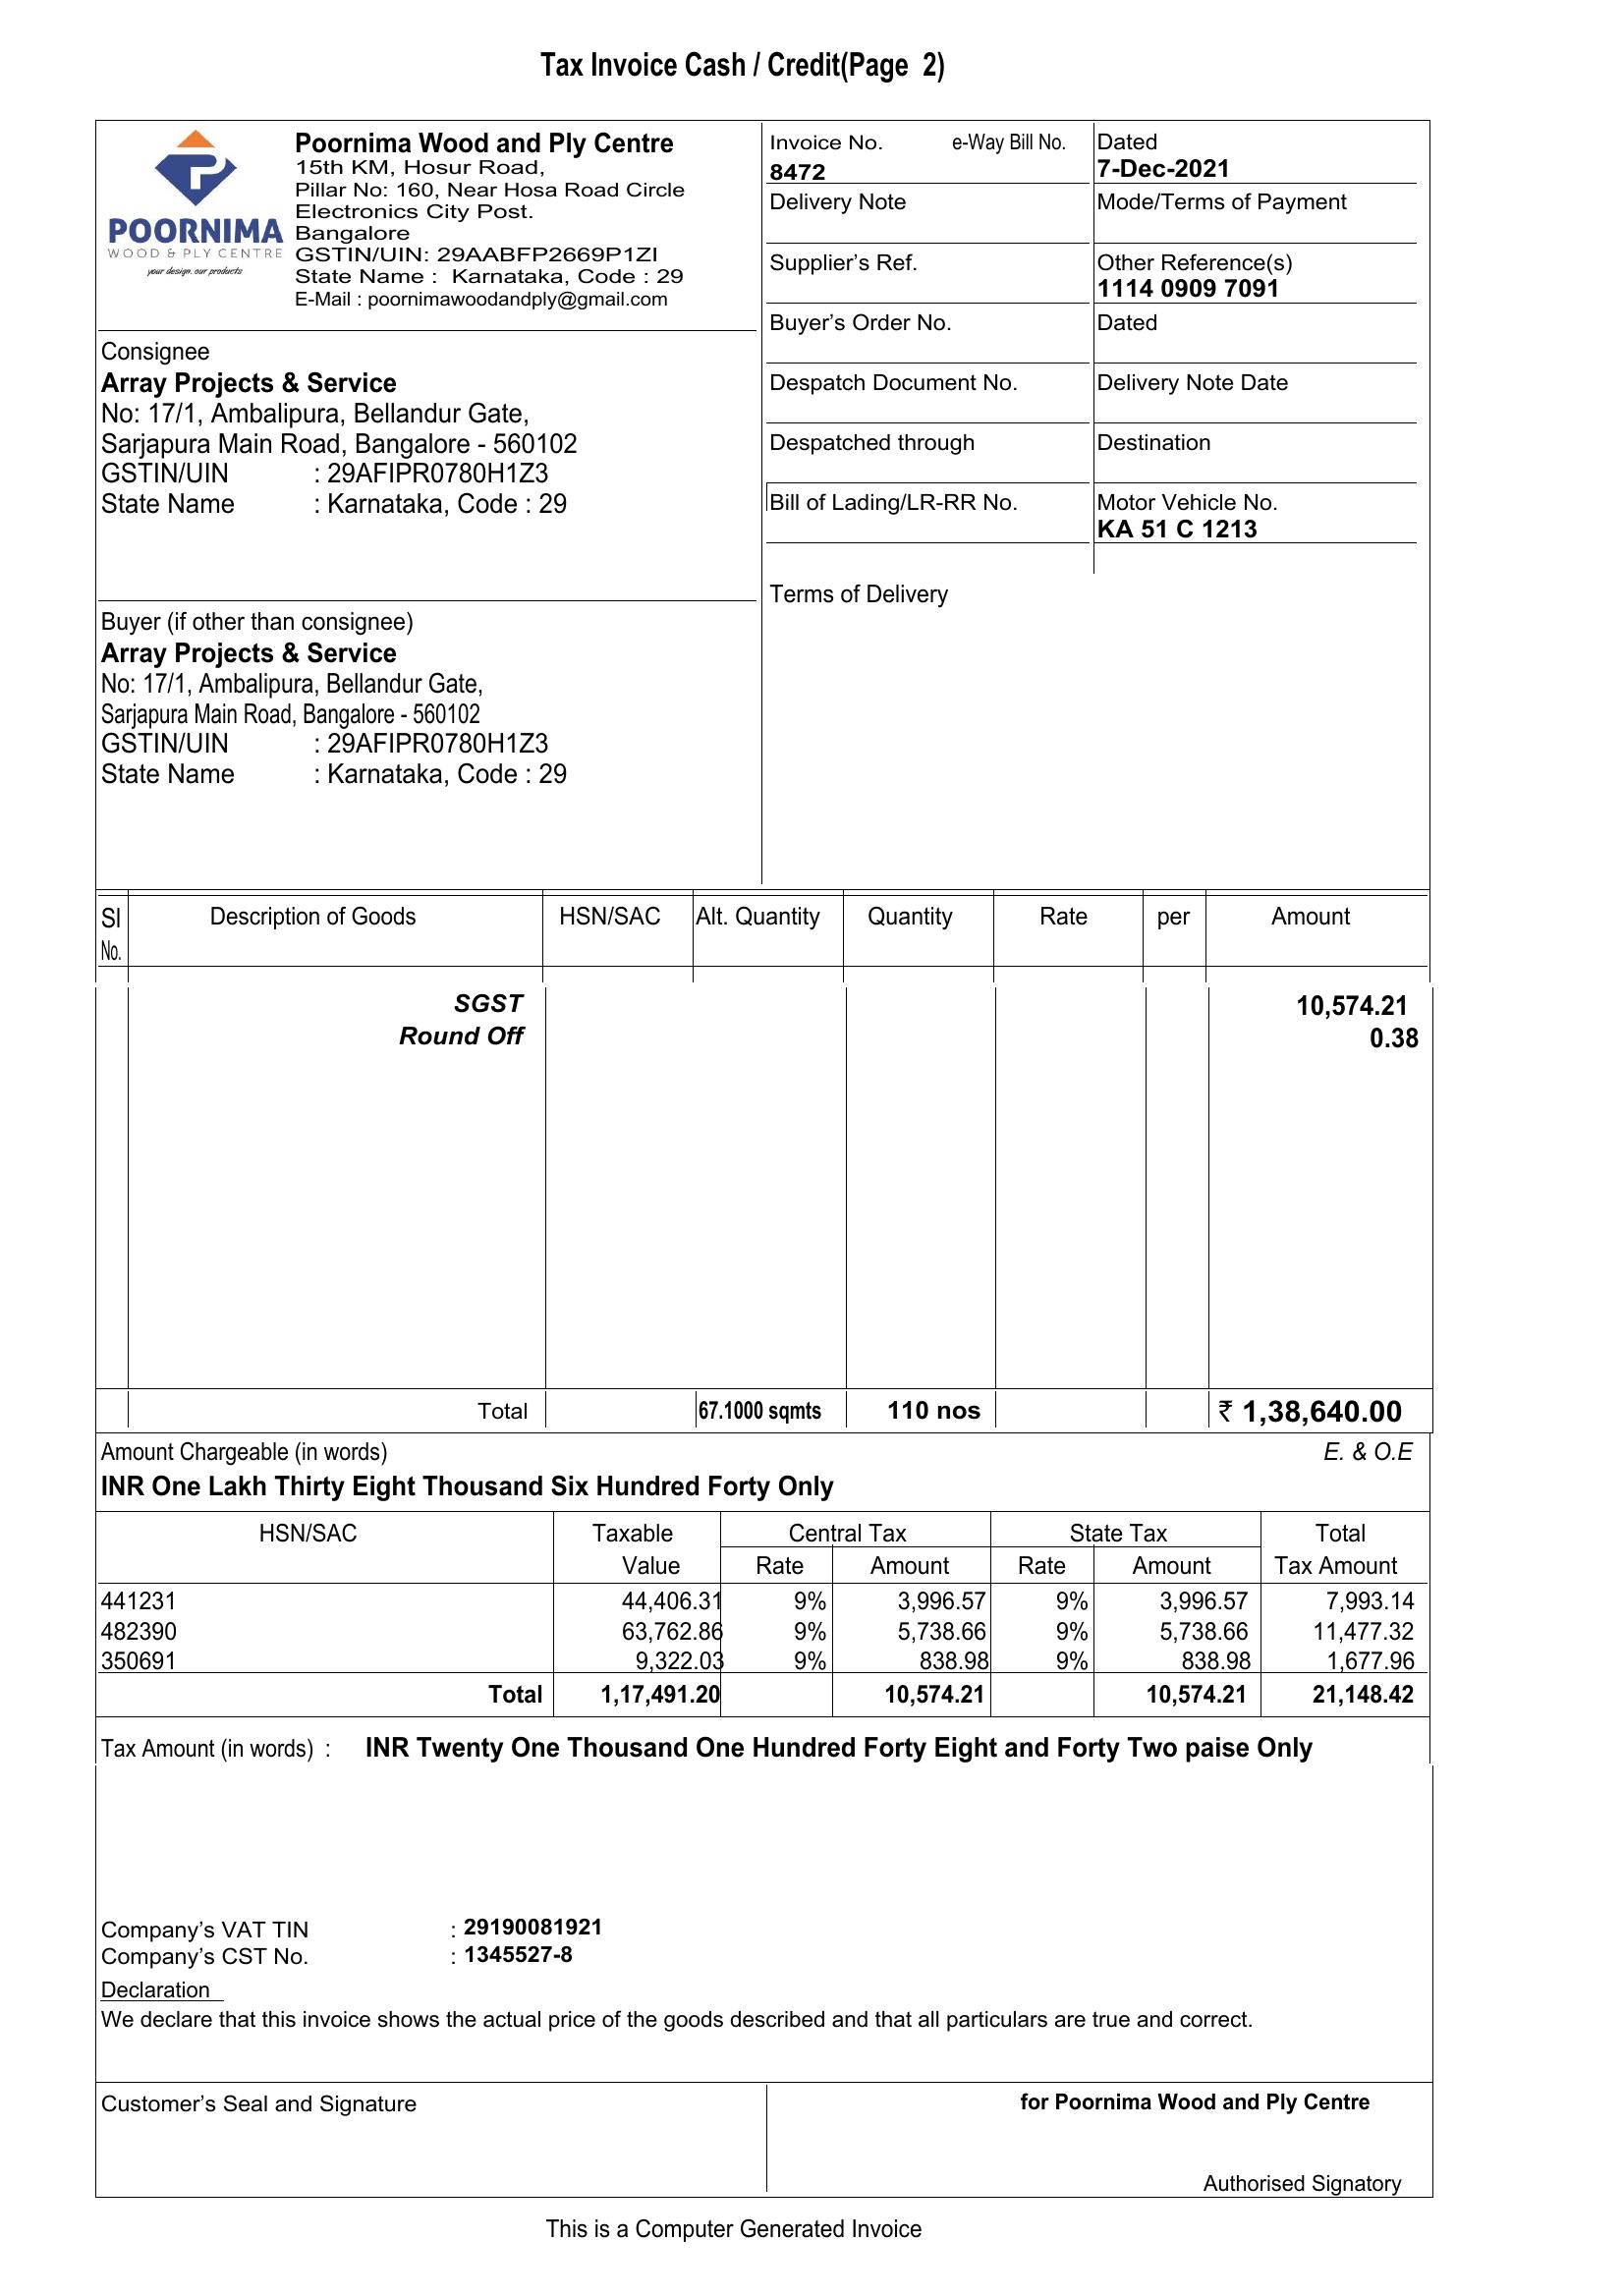 Tax Invoice Cash / Credit(Page 2)
POORNIMA
WOOD & PLY CENTRE
your design. our products
Poornima Wood and Ply Centre
15th KM, Hosur Road,
Pillar No: 160, Near Hosa Road Circle
Electronics City Post.
Bangalore
GSTIN/UIN: 29AABFP2669P1ZI
State Name : Karnataka, Code : 29
E-Mail : poornimawoodandply@gmail.com
Invoice No. e-Way Bill No.
8472
Dated
7-Dec-2021
Delivery Note
Mode/Terms of Payment
Supplier's Ref.
Other Reference(s)
1114 0909 7091
Buyer's Order No.
Dated
Despatch Document No.
Delivery Note Date
Despatched through
Destination
Bill of Lading/LR-RR No.
Motor Vehicle No.
KA 51 C 1213
Terms of Delivery
Consignee
Array Projects & Service
No: 17/1, Ambalipura, Bellandur Gate,
Sarjapura Main Road, Bangalore - 560102
GSTIN/UIN : 29AFIPR0780H1Z3
State Name : Karnataka, Code : 29
Buyer (if other than consignee)
Array Projects & Service
No: 17/1, Ambalipura, Bellandur Gate,
Sarjapura Main Road, Bangalore - 560102
GSTIN/UIN : 29AFIPR0780H1Z3
State Name : Karnataka, Code : 29
Sl No. Description of Goods HSN/SAC Alt. Quantity Quantity Rate per Amount
SGST 10,574.21
Round Off 0.38
Total 67.1000 sqmts 110 nos ₹ 1,38,640.00
Amount Chargeable (in words) E. & O.E
INR One Lakh Thirty Eight Thousand Six Hundred Forty Only
HSN/SAC Taxable Central Tax State Tax Total
Value Rate Amount Rate Amount Tax Amount
441231 44,406.31 9% 3,996.57 9% 3,996.57 7,993.14
482390 63,762.86 9% 5,738.66 9% 5,738.66 11,477.32
350691 9,322.03 9% 838.98 9% 838.98 1,677.96
Total 1,17,491.20 10,574.21 10,574.21 21,148.42
Tax Amount (in words) : INR Twenty One Thousand One Hundred Forty Eight and Forty Two paise Only
Company's VAT TIN : 29190081921
Company's CST No. : 1345527-8
Declaration
We declare that this invoice shows the actual price of the goods described and that all particulars are true and correct.
Customer's Seal and Signature
for Poornima Wood and Ply Centre
Authorised Signatory
This is a Computer Generated Invoice